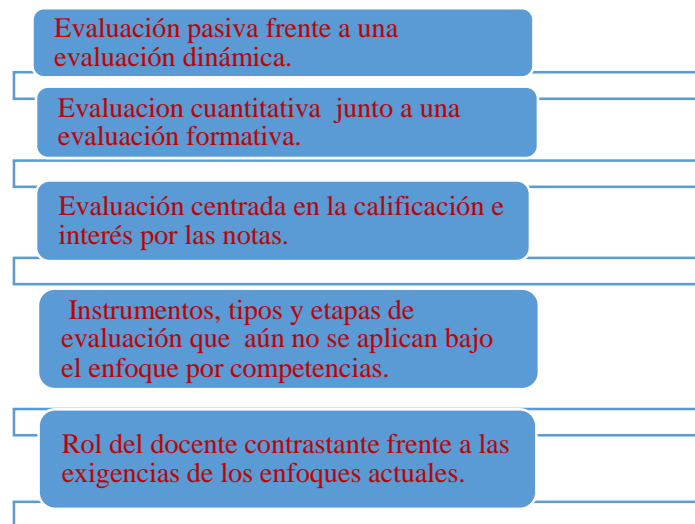 Evaluación pasiva frente a una
evaluación dinámica.
Evaluacion cuantitativa junto a una
evaluación formativa.
Evaluación centrada en la calificación e
interés por las notas.
Instrumentos, tipos y etapas de
evaluación que aún no se aplican bajo
el enfoque por competencias.
Rol del docente contrastante frente a las
exigencias de los enfoques actuales.